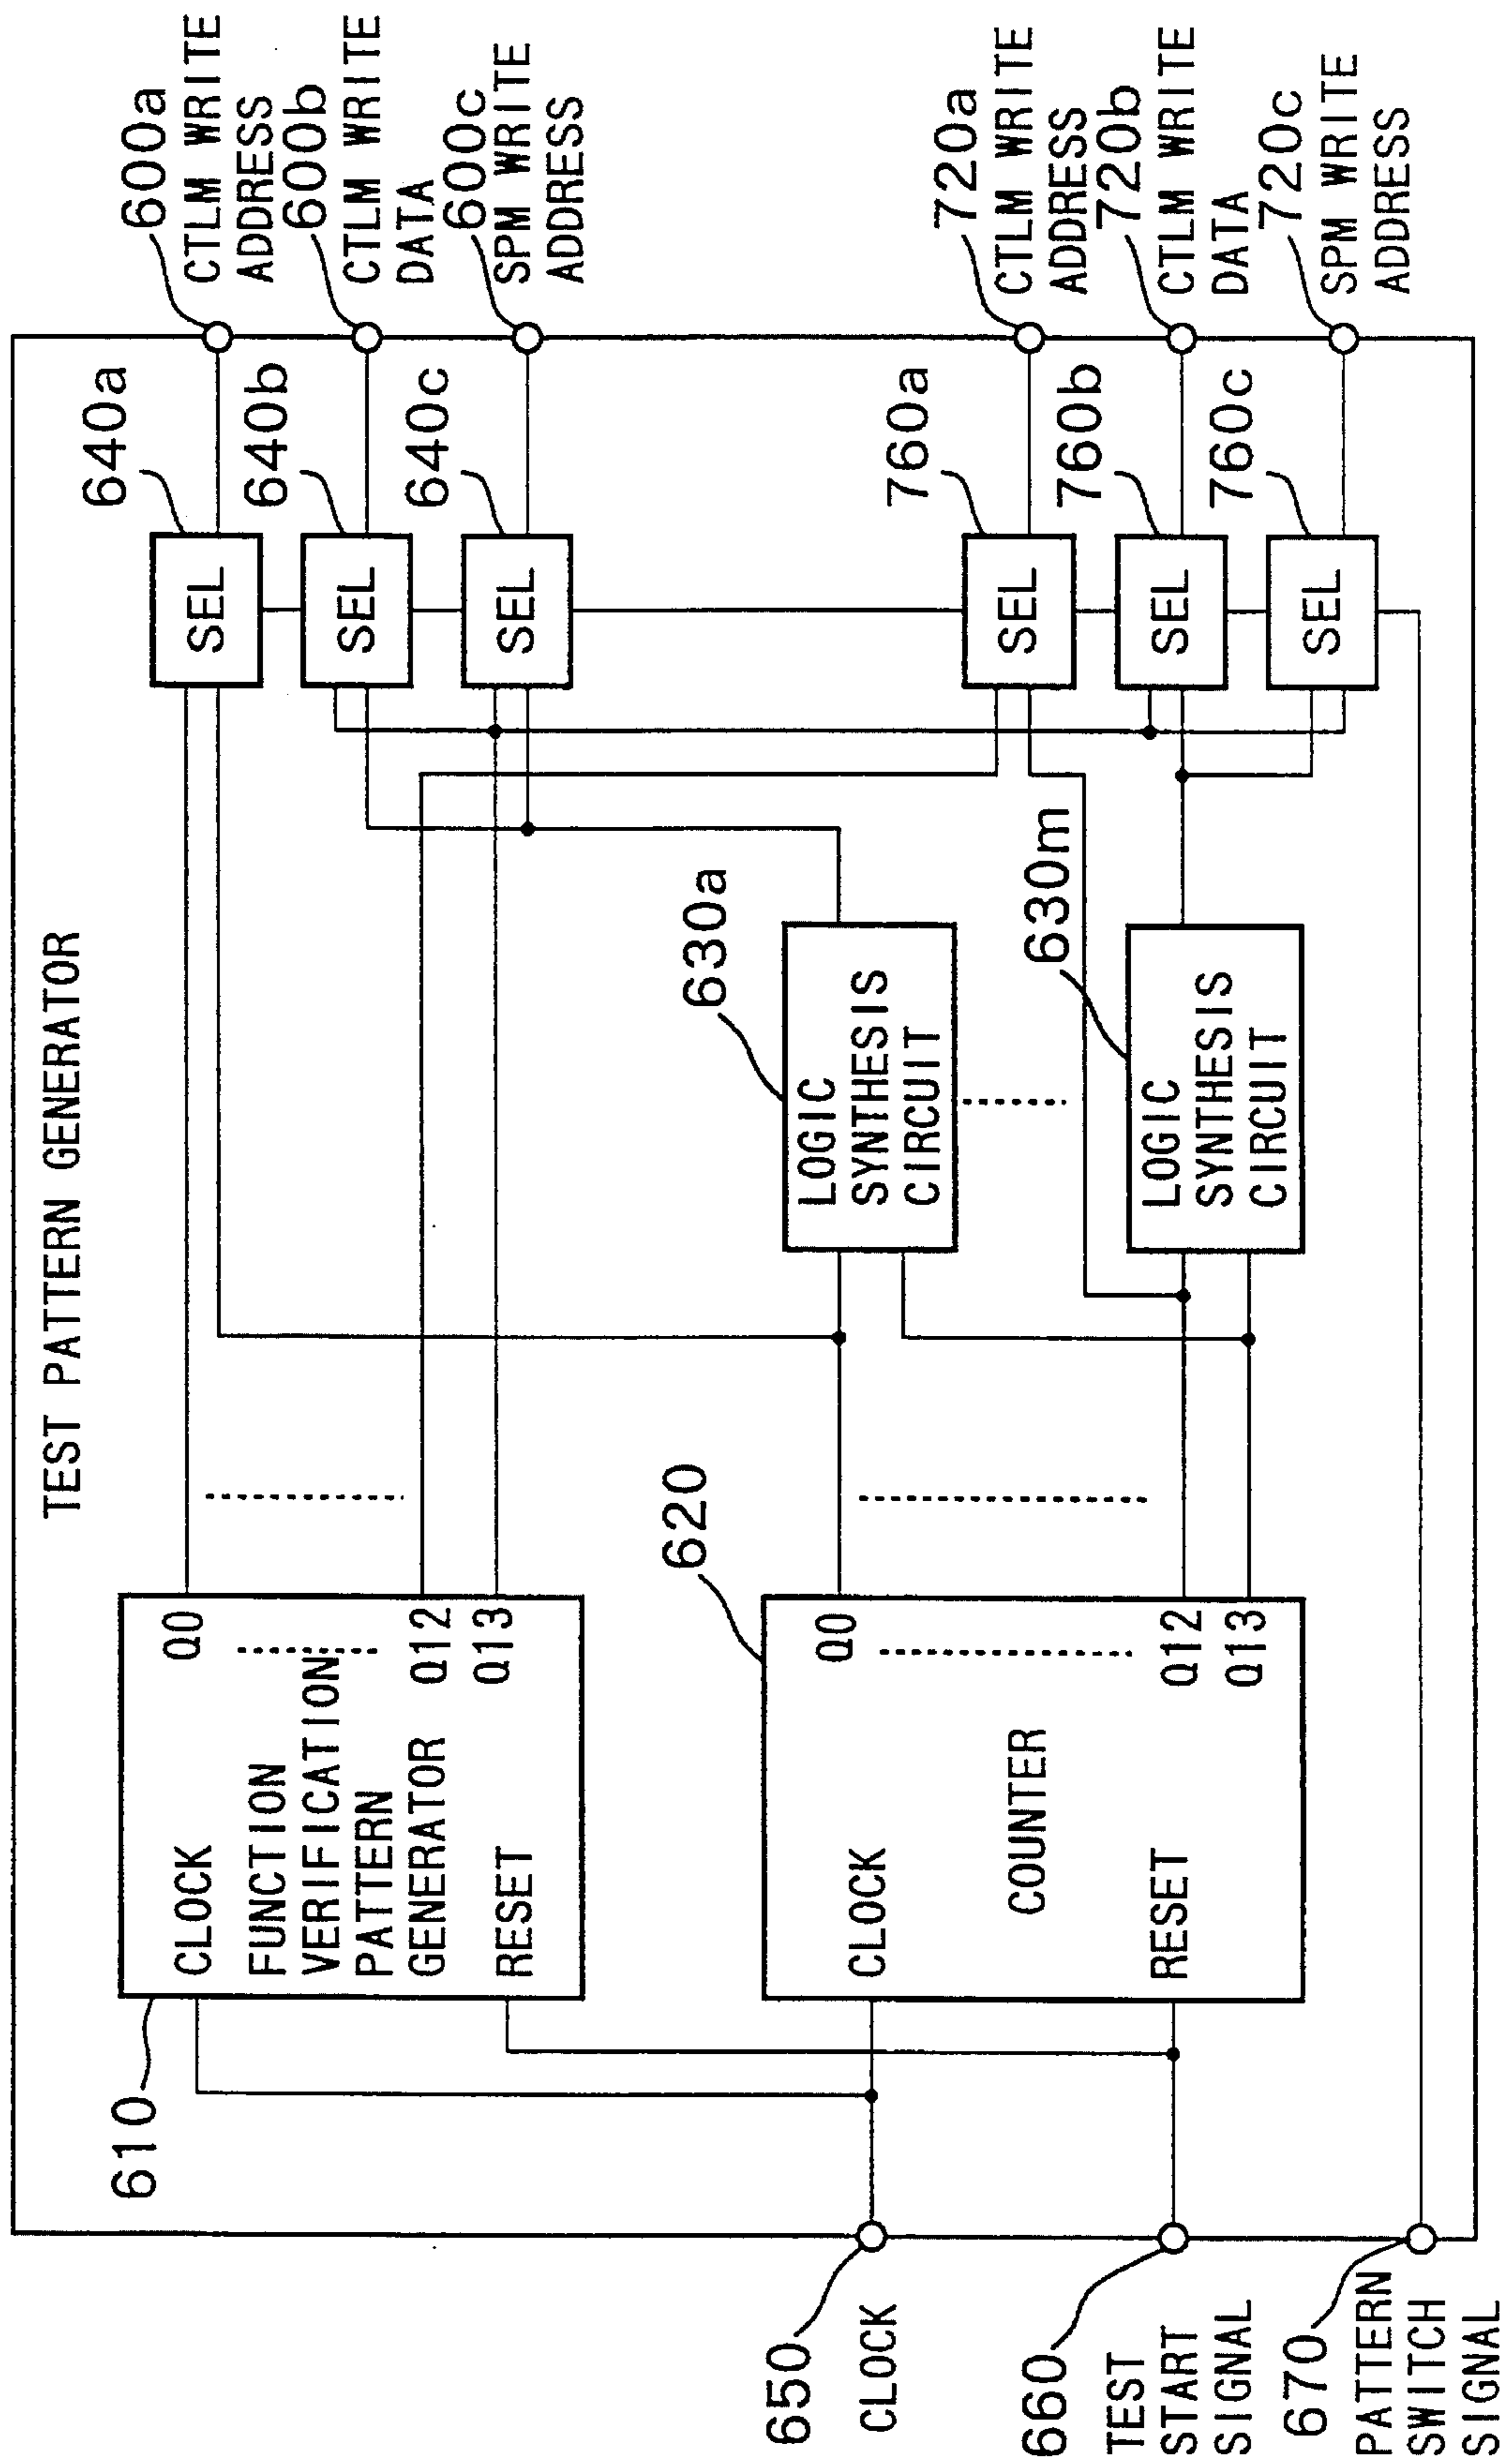 TEST PATTERN GENERATOR
610
CLOCK
FUNCTION
VERIFICATION
PATTERN
GENERATOR
RESET
Q0
Q12
Q13
640a
SEL
640b
SEL
640c
SEL
600a
CTLM WRITE
ADDRESS
600b
CTLM WRITE
DATA
600c
SPM WRITE
ADDRESS
620
CLOCK
COUNTER
RESET
Q0
Q12
Q13
630a
LOGIC
SYNTHESIS
CIRCUIT
630m
LOGIC
SYNTHESIS
CIRCUIT
760a
SEL
760b
SEL
760c
SEL
720a
CTLM WRITE
ADDRESS
720b
CTLM WRITE
DATA
720c
SPM WRITE
ADDRESS
650
CLOCK
660
TEST
START
SIGNAL
670
PATTERN
SWITCH
SIGNAL